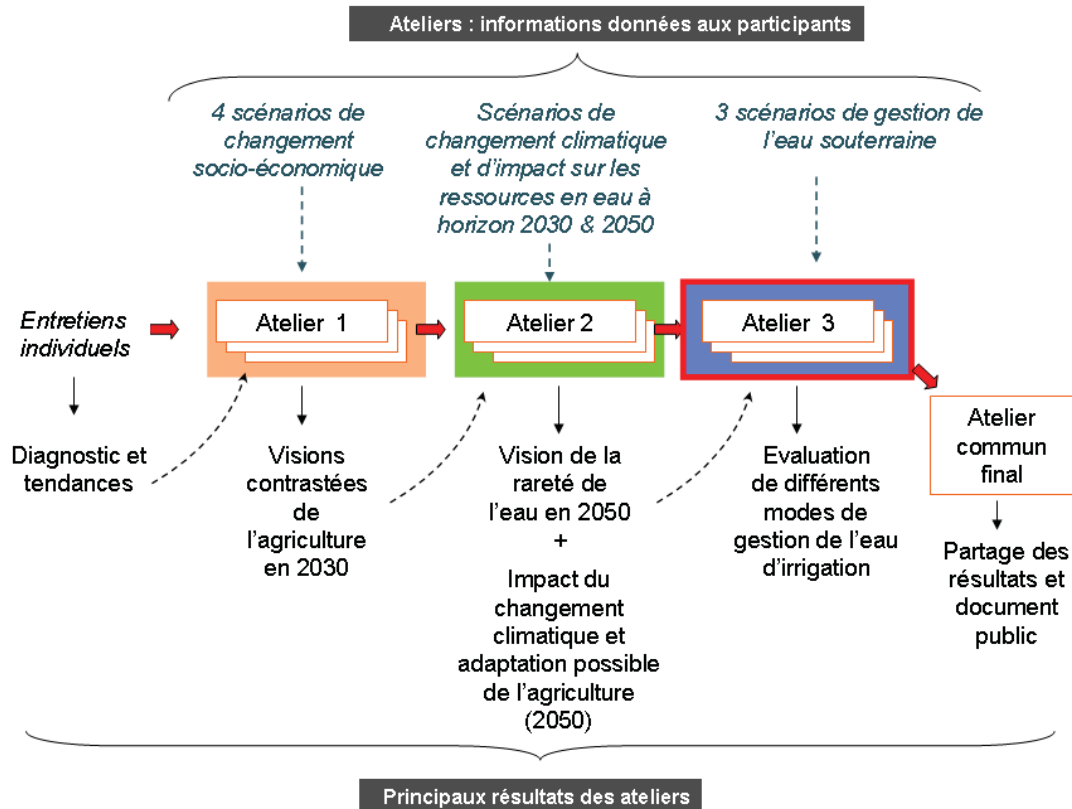 Ateliers : informations données aux participants
4 scénarios de
changement
socio-économique
Scénarios de
changement climatique
et d'impact sur les
ressources en eau à
horizon 2030 & 2050
3 scénarios de gestion de
l'eau souterraine
Entretiens
individuels
Atelier 1
Atelier 2
Atelier 3
Atelier
commun
final
Diagnostic et
tendances
Visions
contrastées
de
l'agriculture
en 2030
Vision de la
rareté de
l'eau en 2050
+
Impact du
changement
climatique et
adaptation possible
de l'agriculture
(2050)
Evaluation
de différents
modes de
gestion de l'eau
d'irrigation
Partage des
résultats et
document
public
Principaux résultats des ateliers